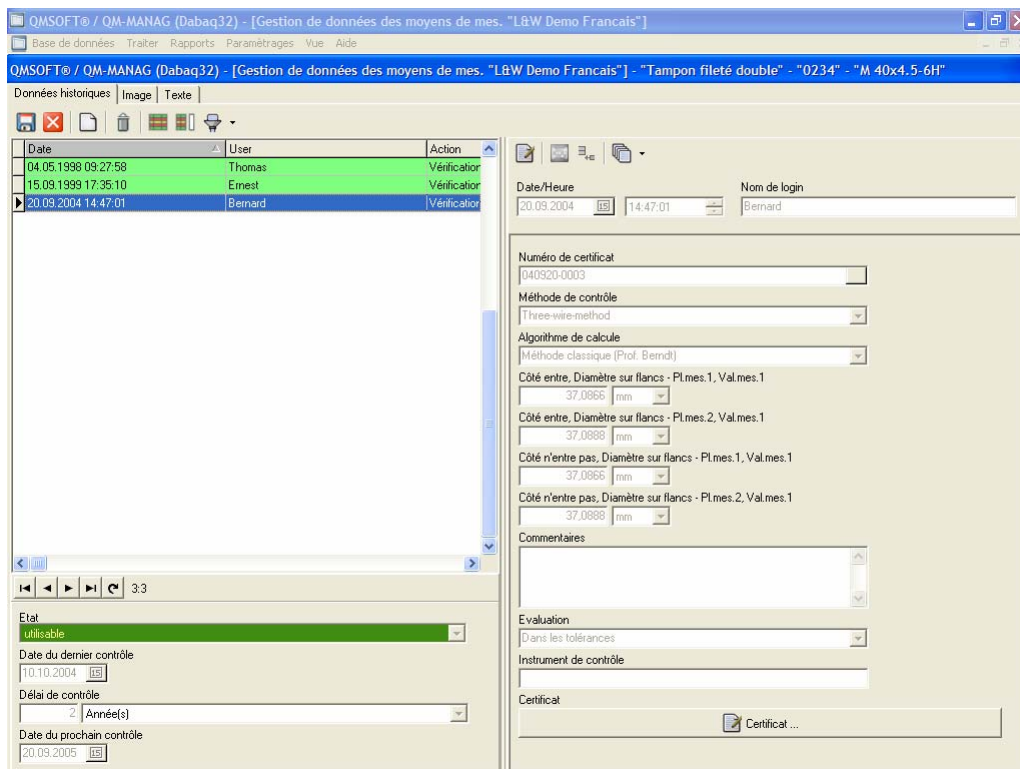 QMSOFT® / QM-MANAG (Dabaq32) - [Gestion de données des moyens de mes. "L&W Demo Francais"]
Base de données Traiter Rapports Paramètrages Vue Aide
QMSOFT® / QM-MANAG (Dabaq32) - [Gestion de données des moyens de mes. "L&W Demo Francais"] - "Tampon fileté double" - "0234" - "M 40x4.5-6H"
Données historiques Image Texte
Date User Action
04.05.1998 09:27:58 Thomas Vérification
15.09.1999 17:35:10 Ernest Vérification
20.09.2004 14:47:01 Bernard Vérification
3:3
Etat
utilisable
Date du dernier contrôle
10.10.2004 15
Délai de contrôle
2 Année(s)
Date du prochain contrôle
20.09.2005 15
Date/Heure Nom de login
20.09.2004 15 14:47:01 Bernard
Numéro de certificat
040920-0003
Méthode de contrôle
Three-wire-method
Algorithme de calcule
Méthode classique (Prof. Berndt)
Côté entre, Diamètre sur flancs - Pl.mes.1, Val.mes.1
37,0866 mm
Côté entre, Diamètre sur flancs - Pl.mes.2, Val.mes.1
37,0888 mm
Côté n'entre pas, Diamètre sur flancs - Pl.mes.1, Val.mes.1
37,0866 mm
Côté n'entre pas, Diamètre sur flancs - Pl.mes.2, Val.mes.1
37,0888 mm
Commentaires
Evaluation
Dans les tolérances
Instrument de contrôle
Certificat
Certificat ...